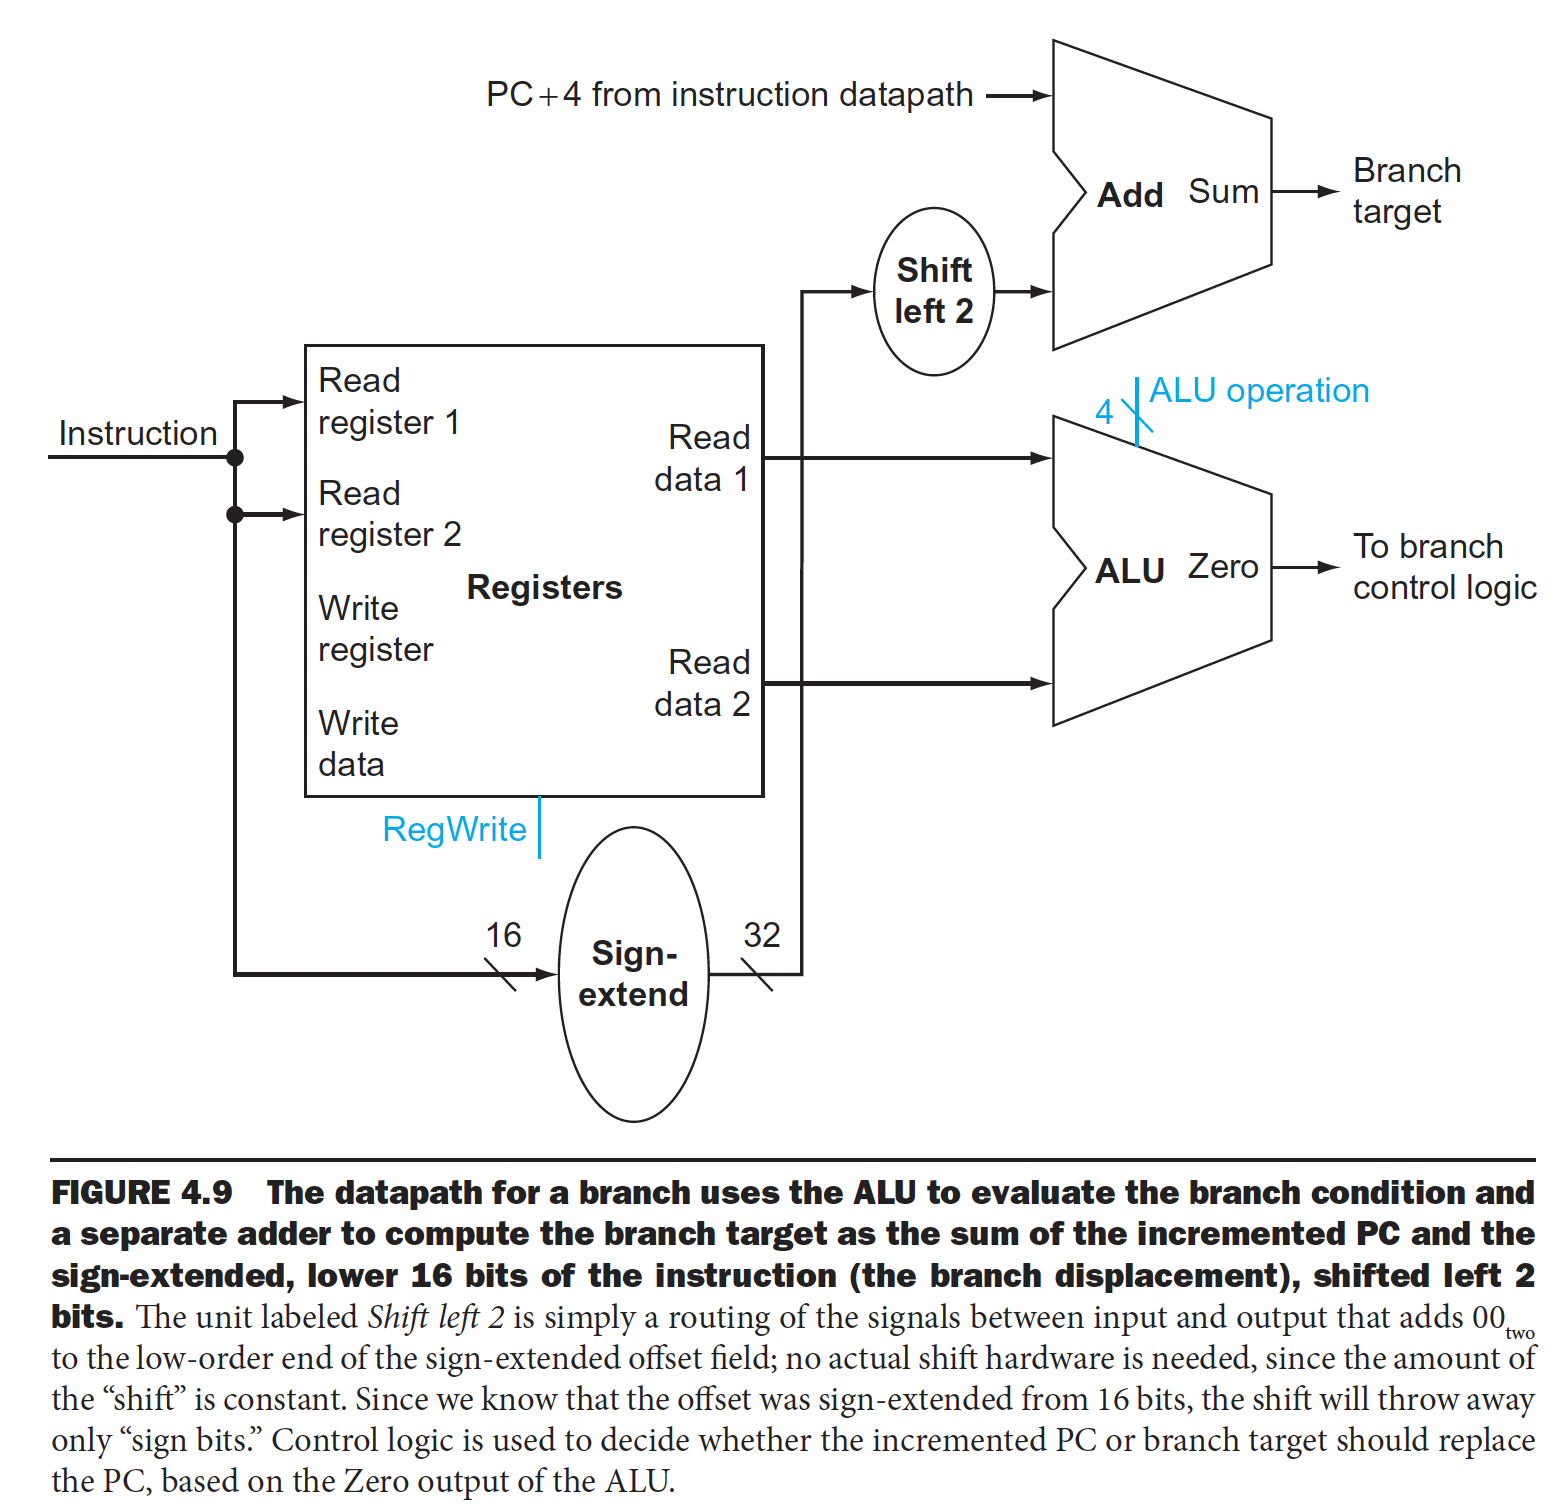 PC+4 from instruction datapath
Add Sum
Branch
target
Shift
left 2
4
ALU operation
Instruction
Read
register 1
Read
data 1
Read
register 2
Registers
Write
register
Read
data 2
Write
data
ALU Zero
To branch
control logic
RegWrite
16
Sign-
extend
32
FIGURE 4.9 The datapath for a branch uses the ALU to evaluate the branch condition and
a separate adder to compute the branch target as the sum of the incremented PC and the
sign-extended, lower 16 bits of the instruction (the branch displacement), shifted left 2
bits. The unit labeled Shift left 2 is simply a routing of the signals between input and output that adds 00two
to the low-order end of the sign-extended offset field; no actual shift hardware is needed, since the amount of
the “shift” is constant. Since we know that the offset was sign-extended from 16 bits, the shift will throw away
only “sign bits.” Control logic is used to decide whether the incremented PC or branch target should replace
the PC, based on the Zero output of the ALU.